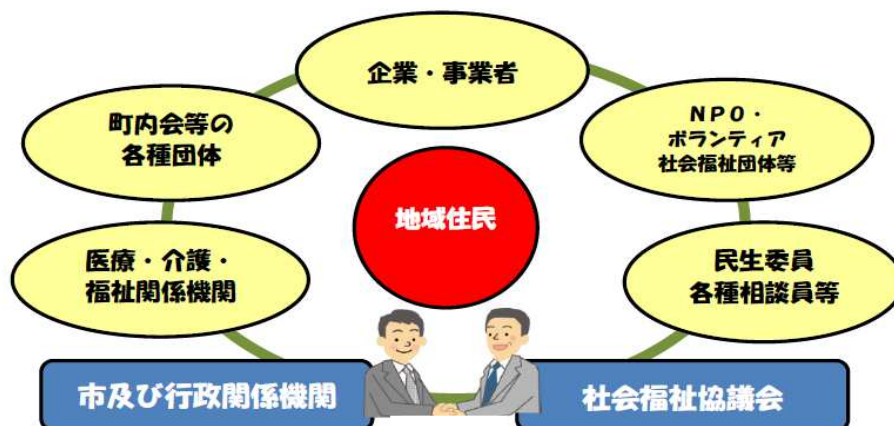 企業・事業者
町内会等の
各種団体
NPO・
ボランティア
社会福祉団体等
地域住民
医療・介護・
福祉関係機関
民生委員
各種相談員等
市及び行政関係機関
社会福祉協議会